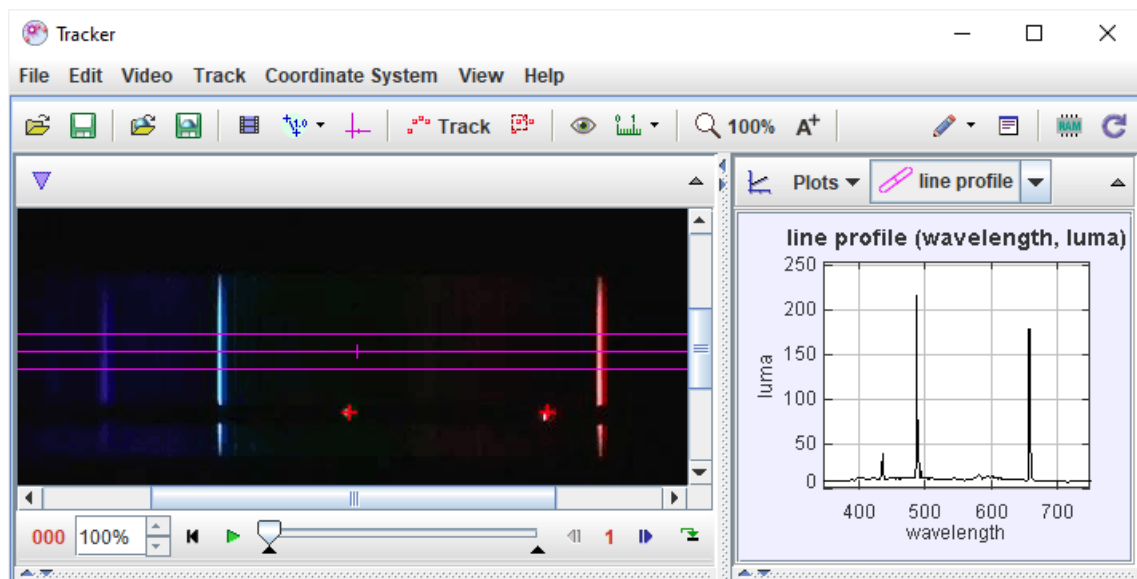 Tracker
File Edit Video Track Coordinate System View Help
Track 100% A+ RAM
Plots line profile
line profile (wavelength, luma)
250
200
150
100
50
0
luma
400 500 600 700
wavelength
000 100% 1